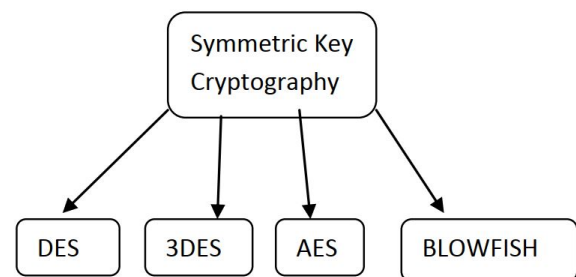 Symmetric Key
Cryptography
DES
3DES
AES
BLOWFISH